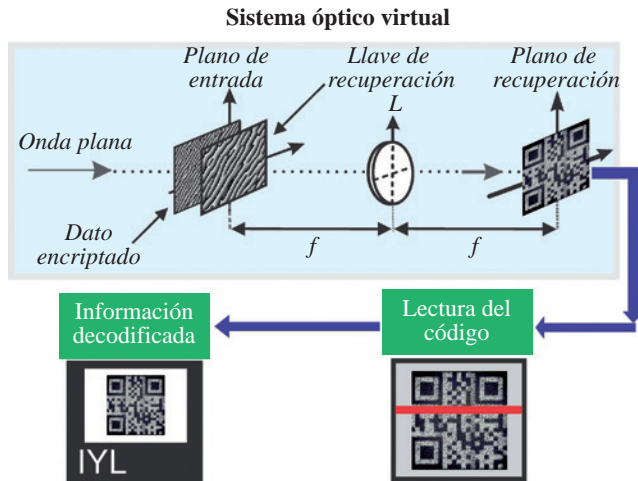 Sistema óptico virtual
Plano de
entrada
Llave de
recuperación
Plano de
recuperación
L
Onda plana
Dato
encriptado
f
f
Información
decodificada
Lectura del
código
IYL